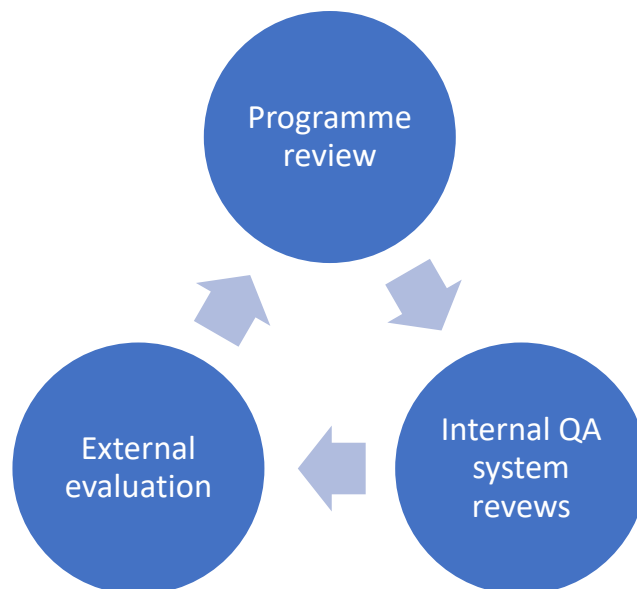 Programme
review
Internal QA
system
revews
External
evaluation